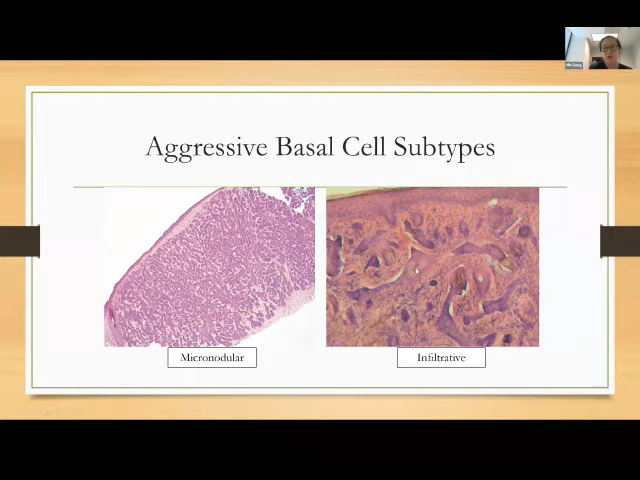 Aggressive Basal Cell Subtypes
Micronodular
Infiltrative